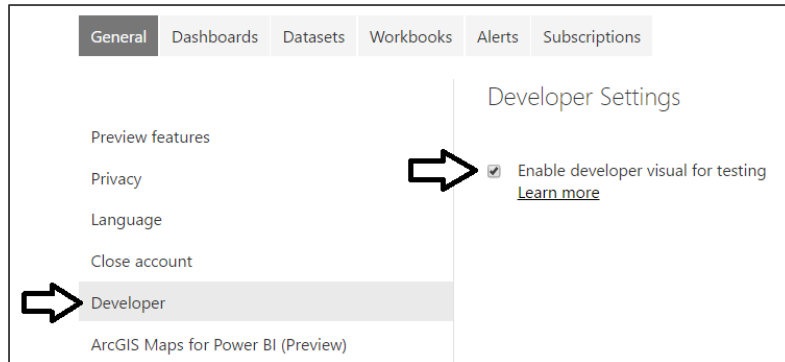 General Dashboards Datasets Workbooks Alerts Subscriptions
Developer Settings
Preview features
Privacy
Enable developer visual for testing
Learn more
Language
Close account
Developer
ArcGIS Maps for Power BI (Preview)